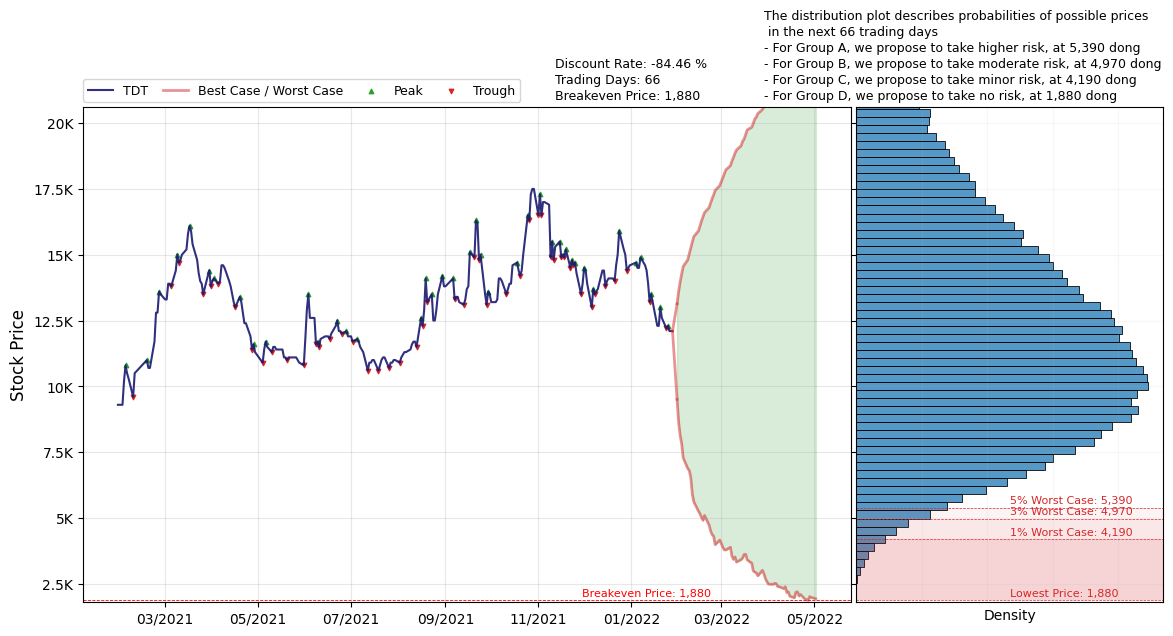 The distribution plot describes probabilities of possible prices
in the next 66 trading days
- For Group A, we propose to take higher risk, at 5,390 dong
- For Group B, we propose to take moderate risk, at 4,970 dong
- For Group C, we propose to take minor risk, at 4,190 dong
- For Group D, we propose to take no risk, at 1,880 dong
Discount Rate: -84.46 %
Trading Days: 66
Breakeven Price: 1,880
TDT
Best Case / Worst Case
Peak
Trough
Stock Price
20K
17.5K
15K
12.5K
10K
7.5K
5K
2.5K
Breakeven Price: 1,880
03/2021
05/2021
07/2021
09/2021
11/2021
01/2022
03/2022
05/2022
5% Worst Case: 5,390
3% Worst Case: 4,970
1% Worst Case: 4,190
Lowest Price: 1,880
Density